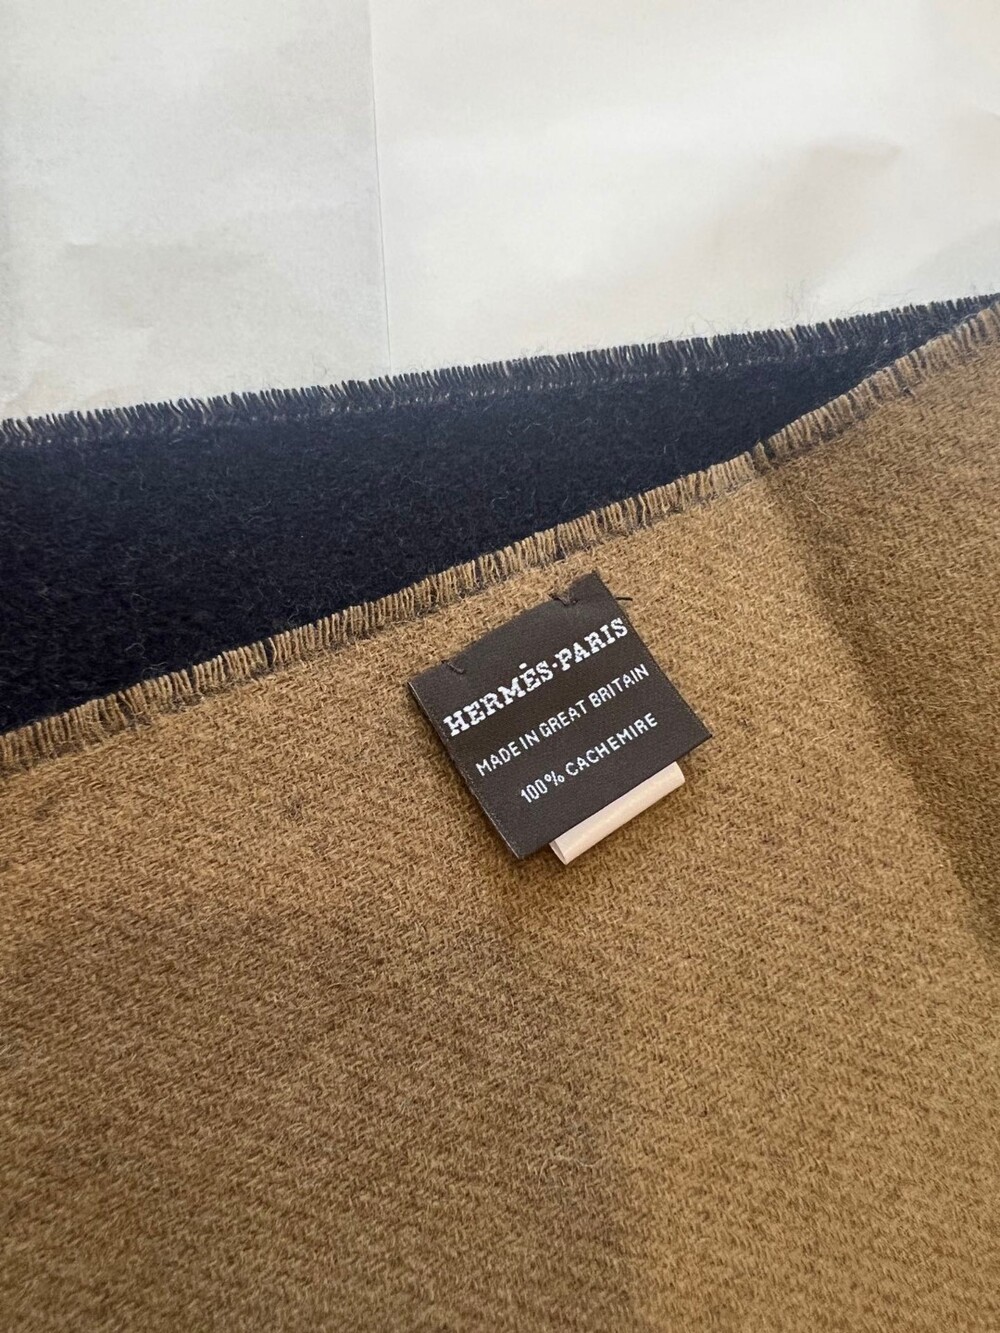 HERMÈS-PARIS
MADE IN GREAT BRITAIN
100% CACHEMIRE